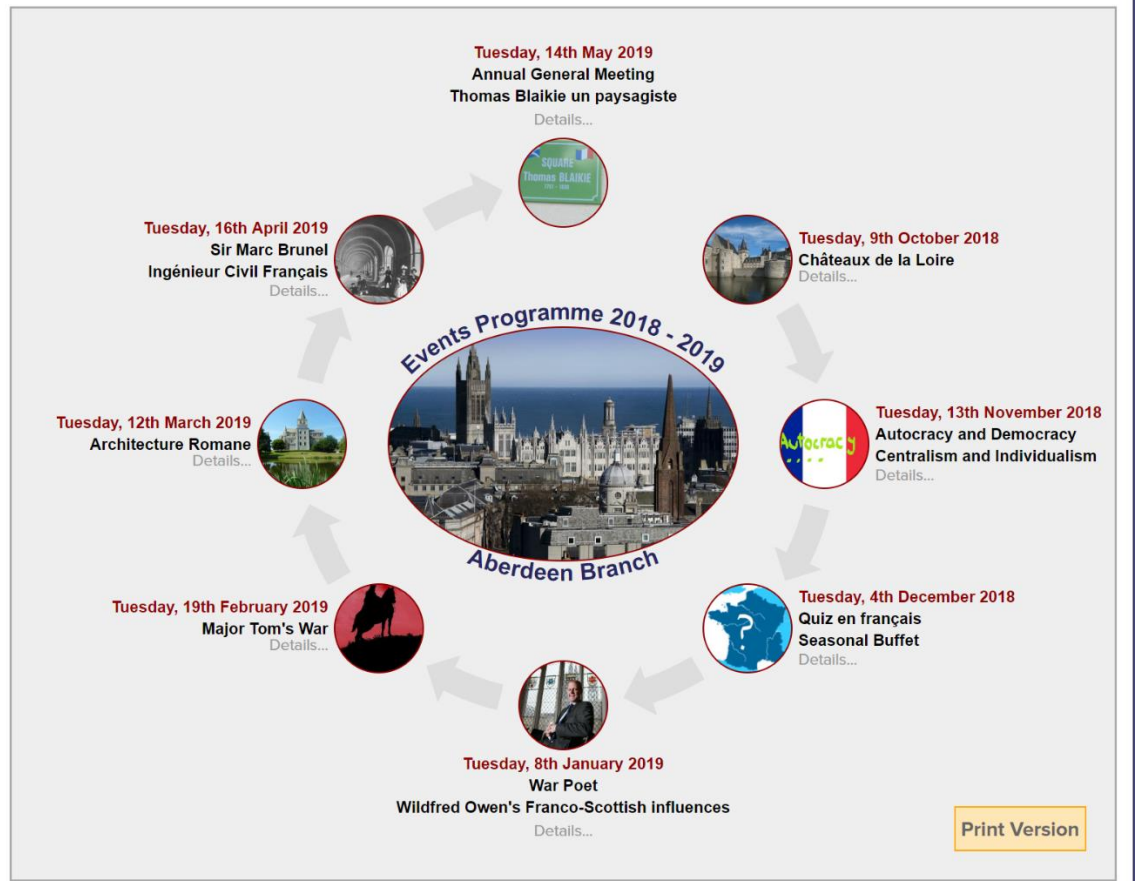 Tuesday, 14th May 2019
Annual General Meeting
Thomas Blaikie un paysagiste
Details...
SQUARE
Thomas BLAIKIE
Tuesday, 9th October 2018
Châteaux de la Loire
Details...
Tuesday, 13th November 2018
Autocracy and Democracy
Centralism and Individualism
Details...
Autocracy
Tuesday, 4th December 2018
Quiz en français
Seasonal Buffet
Details...
?
Tuesday, 8th January 2019
War Poet
Wildfred Owen's Franco-Scottish influences
Details...
Tuesday, 19th February 2019
Major Tom's War
Details...
Tuesday, 12th March 2019
Architecture Romane
Details...
Tuesday, 16th April 2019
Sir Marc Brunel
Ingénieur Civil Français
Details...
Events Programme 2018 - 2019
Aberdeen Branch
Print Version